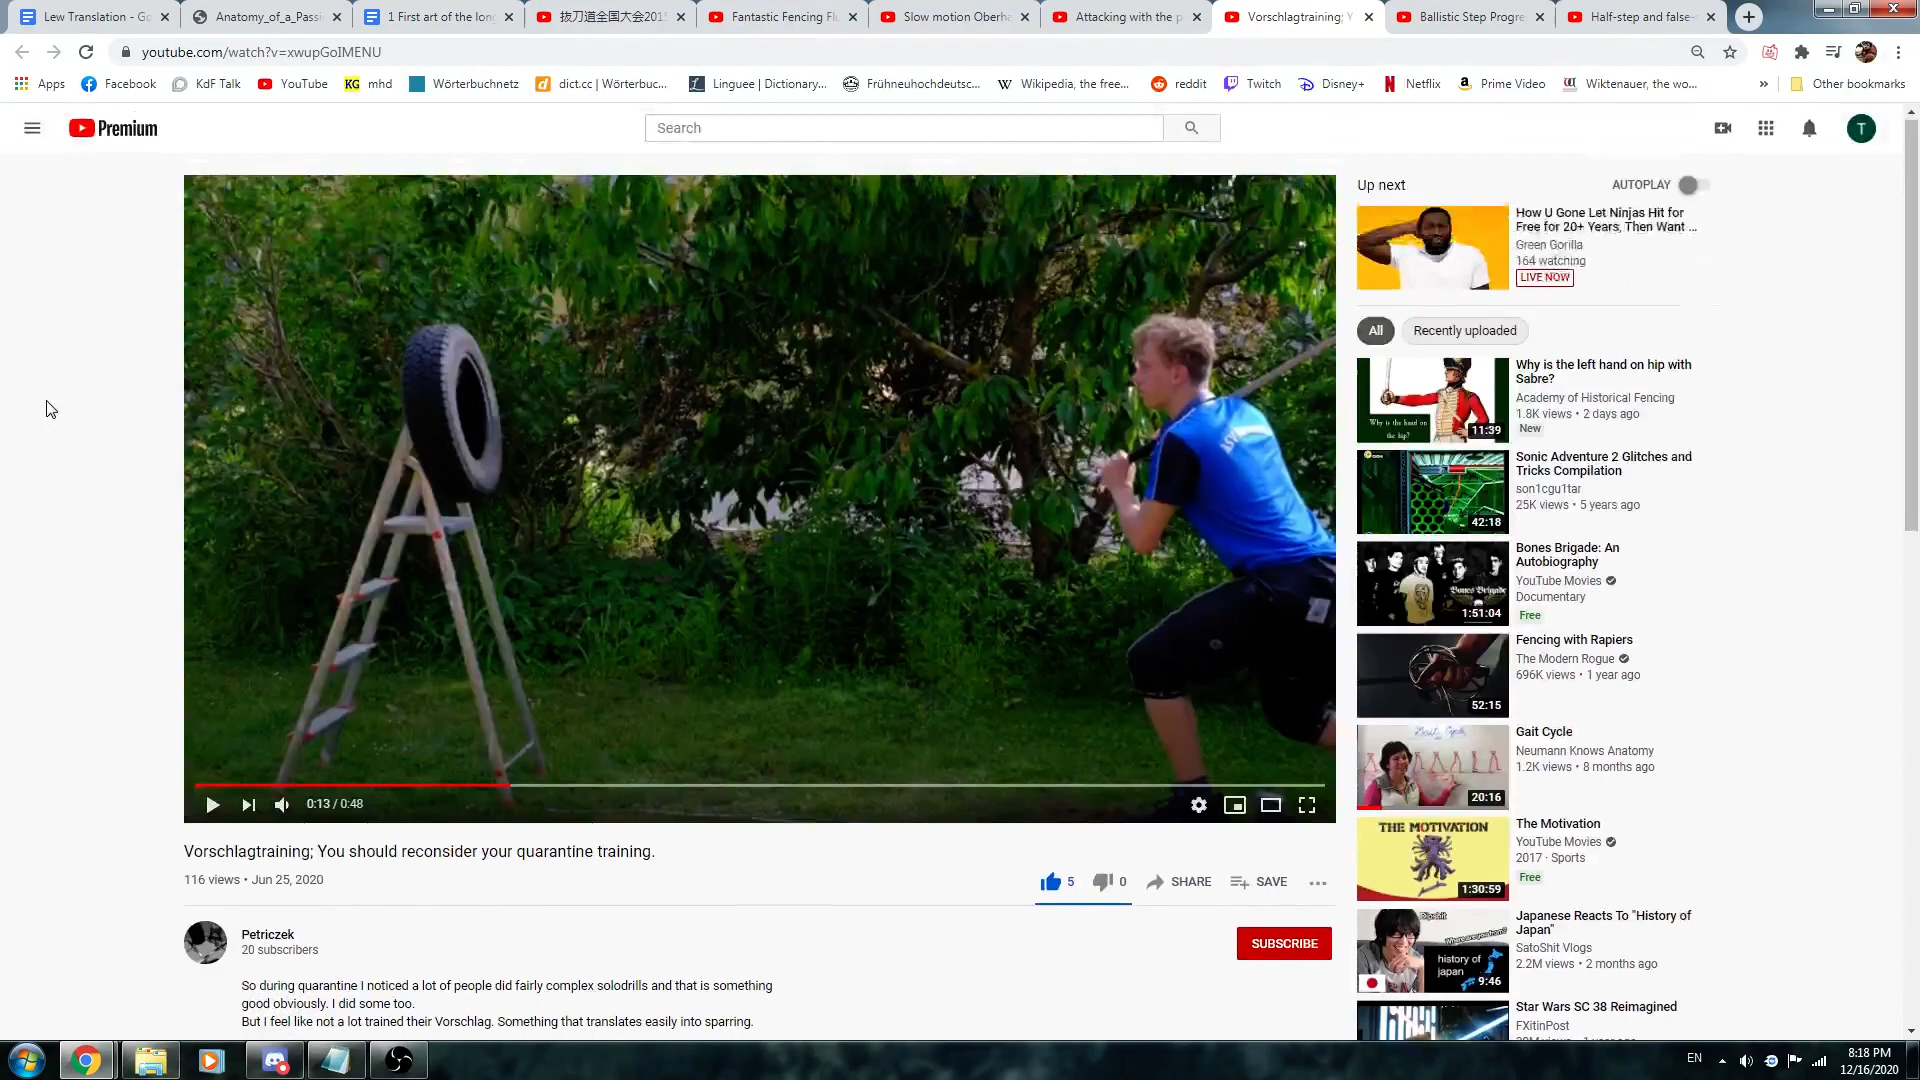 Lew Translation - Go
Anatomy_of_a_Passi
1 First art of the long
抜刀道全国大会2015
Fantastic Fencing Flu
Slow motion Oberha
Attacking with the p
Vorschlagtraining; Y
Ballistic Step Progre
Half-step and false-
youtube.com/watch?v=xwupGoIMENU
Apps
Facebook
KdF Talk
YouTube
KG mhd
Wörterbuchnetz
dict.cc | Wörterbuc...
Linguee | Dictionary...
Frühneuhochdeutsc...
Wikipedia, the free...
reddit
Twitch
Disney+
Netflix
Prime Video
Wiktenauer, the wo...
Other bookmarks
Premium
Search
T
Up next
AUTOPLAY
How U Gone Let Ninjas Hit for
Free for 20+ Years, Then Want ...
Green Gorilla
164 watching
LIVE NOW
All
Recently uploaded
Why is the hand on
the hip?
11:39
Why is the left hand on hip with
Sabre?
Academy of Historical Fencing
1.8K views • 2 days ago
New
42:18
Sonic Adventure 2 Glitches and
Tricks Compilation
son1cgu1tar
25K views • 5 years ago
Bones Brigade
1:51:04
Bones Brigade: An
Autobiography
YouTube Movies
Documentary
Free
52:15
Fencing with Rapiers
The Modern Rogue
696K views • 1 year ago
20:16
Gait Cycle
Neumann Knows Anatomy
1.2K views • 8 months ago
THE MOTIVATION
1:30:59
The Motivation
YouTube Movies
2017 · Sports
Free
history of
japan
9:46
Japanese Reacts To "History of
Japan"
SatoShit Vlogs
2.2M views • 2 months ago
Star Wars SC 38 Reimagined
FXitinPost
0:13 / 0:48
Vorschlagtraining; You should reconsider your quarantine training.
116 views • Jun 25, 2020
5
0
SHARE
SAVE
Petriczek
20 subscribers
SUBSCRIBE
So during quarantine I noticed a lot of people did fairly complex solodrills and that is something
good obviously. I did some too.
But I feel like not a lot trained their Vorschlag. Something that translates easily into sparring.
EN
8:18 PM
12/16/2020